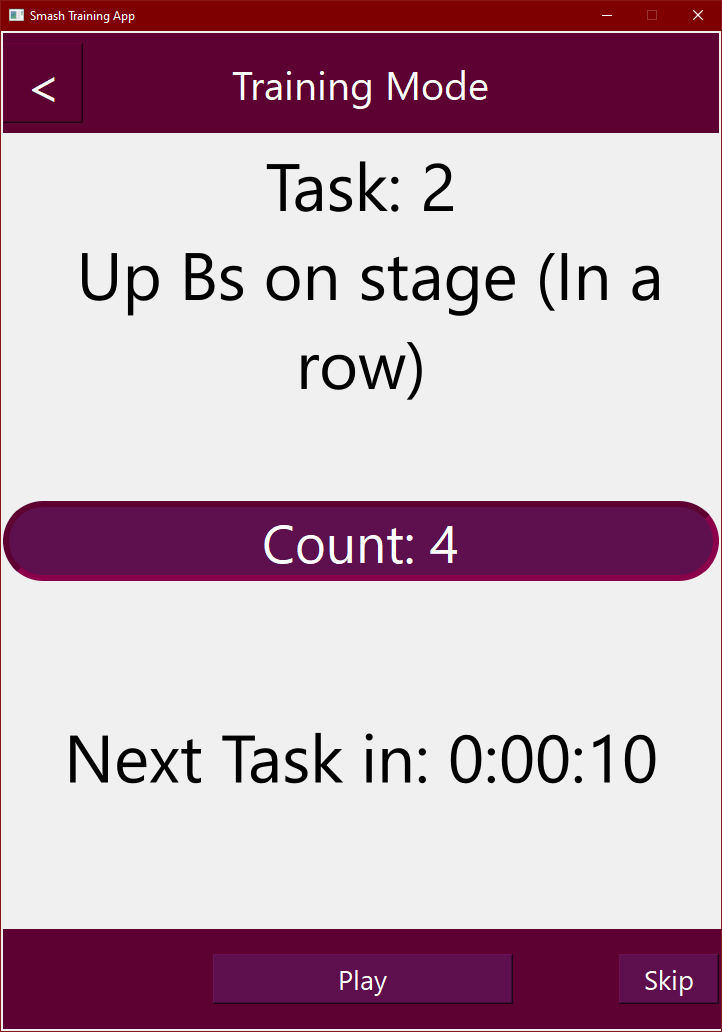 Smash Training App
<
Training Mode
Task: 2
Up Bs on stage (In a
row)
Count: 4
Next Task in: 0:00:10
Play
Skip